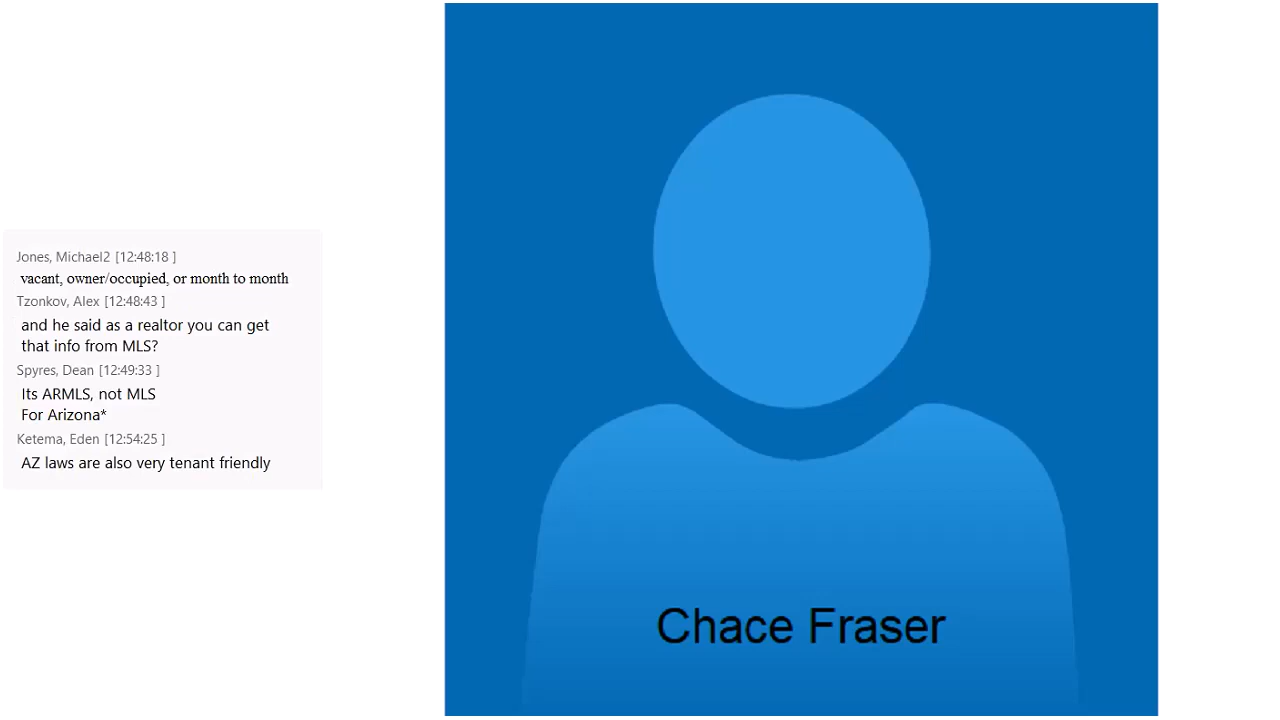 Jones, Michael2 [12:48:18 ]
vacant, owner/occupied, or month to month
Tzonkov, Alex [12:48:43 ]
and he said as a realtor you can get
that info from MLS?
Spyres, Dean [12:49:33 ]
Its ARMLS, not MLS
For Arizona*
Ketema, Eden [12:54:25 ]
AZ laws are also very tenant friendly
Chace Fraser